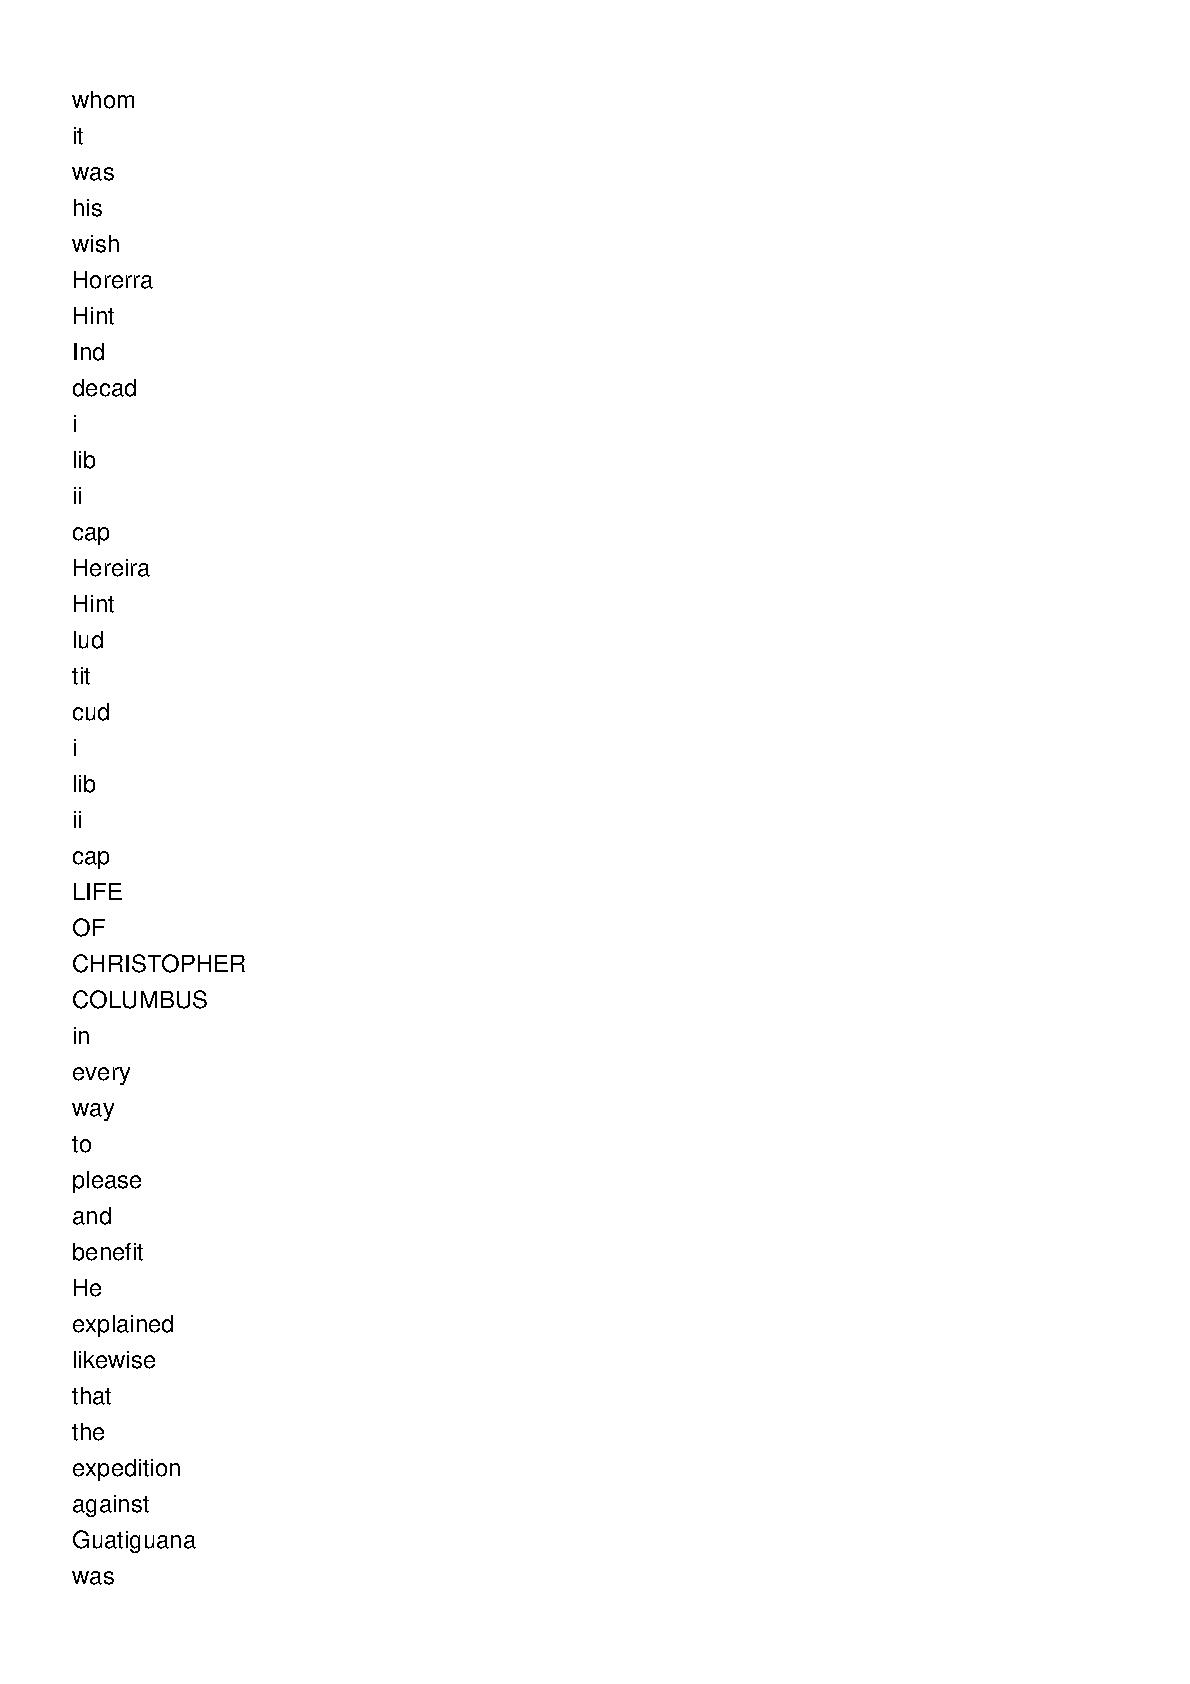 whom
it
was
his
wish
Horerra
Hint
Ind
decad
i
lib
ii
cap
Hereira
Hint
lud
tit
cud
i
lib
ii
cap
LIFE
OF
CHRISTOPHER
COLUMBUS
in
every
way
to
please
and
benefit
He
explained
likewise
that
the
expedition
against
Guatiguana
was